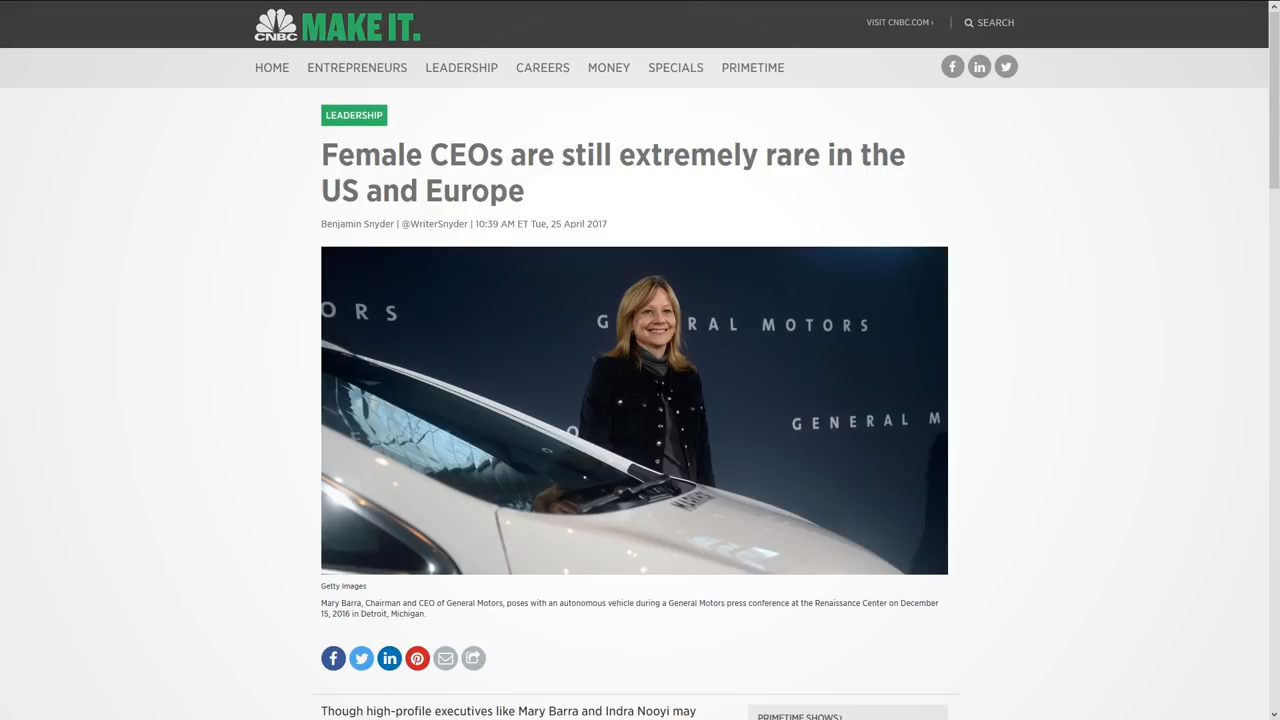 CNBC MAKE IT.
VISIT CNBC.COM ›
SEARCH
HOME ENTREPRENEURS LEADERSHIP CAREERS MONEY SPECIALS PRIMETIME
LEADERSHIP
Female CEOs are still extremely rare in the
US and Europe
Benjamin Snyder | @WriterSnyder | 10:39 AM ET Tue, 25 April 2017
ORS
G RAL MOTORS
GENERAL M
O
Getty Images
Mary Barra, Chairman and CEO of General Motors, poses with an autonomous vehicle during a General Motors press conference at the Renaissance Center on December
15, 2016 in Detroit, Michigan.
Though high-profile executives like Mary Barra and Indra Nooyi may
PRIMETIME SHOWS ›